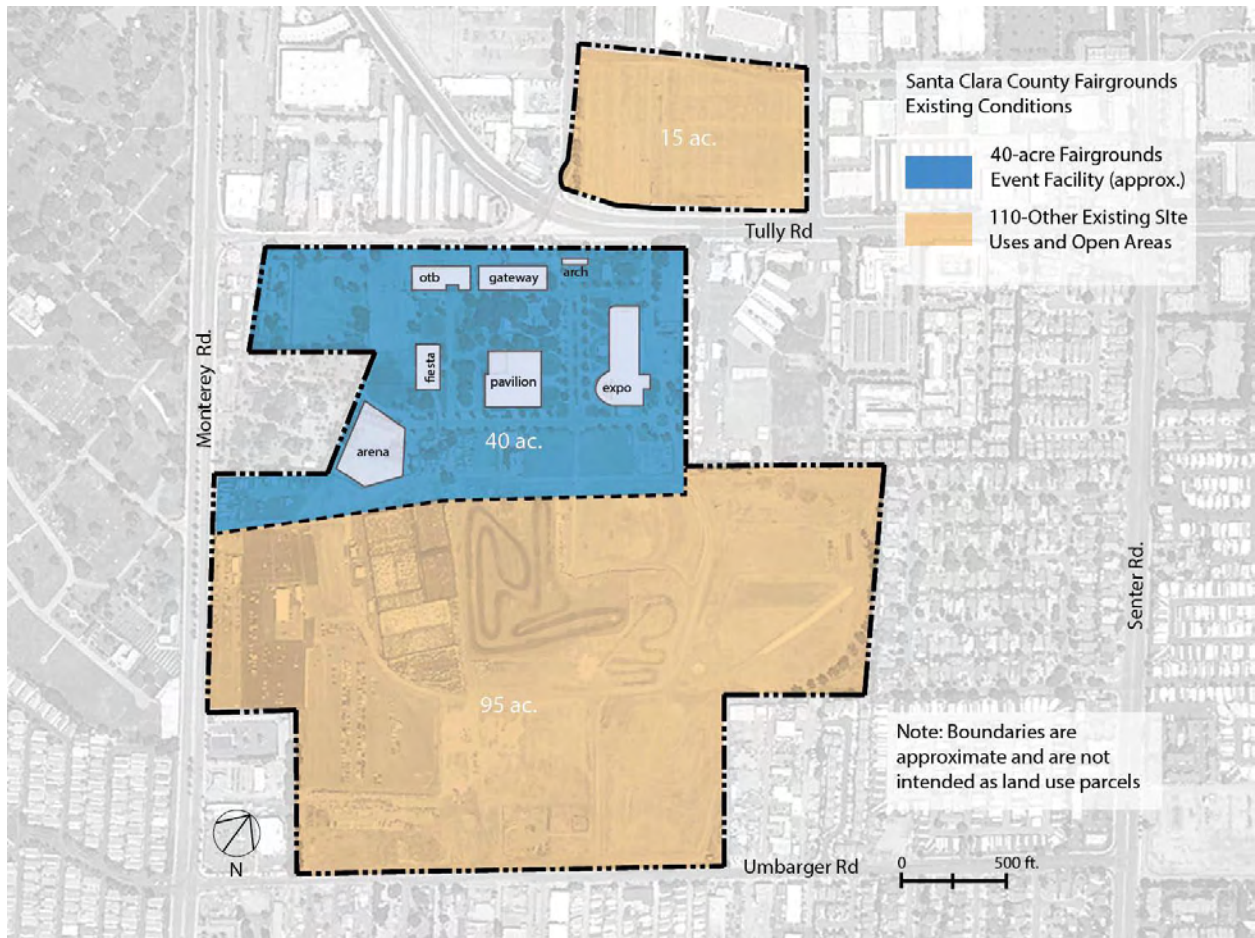 15 ac.
Santa Clara County Fairgrounds
Existing Conditions
40-acre Fairgrounds
Event Facility (approx.)
110-Other Existing SIte
Uses and Open Areas
Tully Rd
otb
gateway
arch
Monterey Rd.
fiesta
pavilion
expo
40 ac.
arena
Senter Rd.
95 ac.
Note: Boundaries are
approximate and are not
intended as land use parcels
N
Umbarger Rd
0
500 ft.